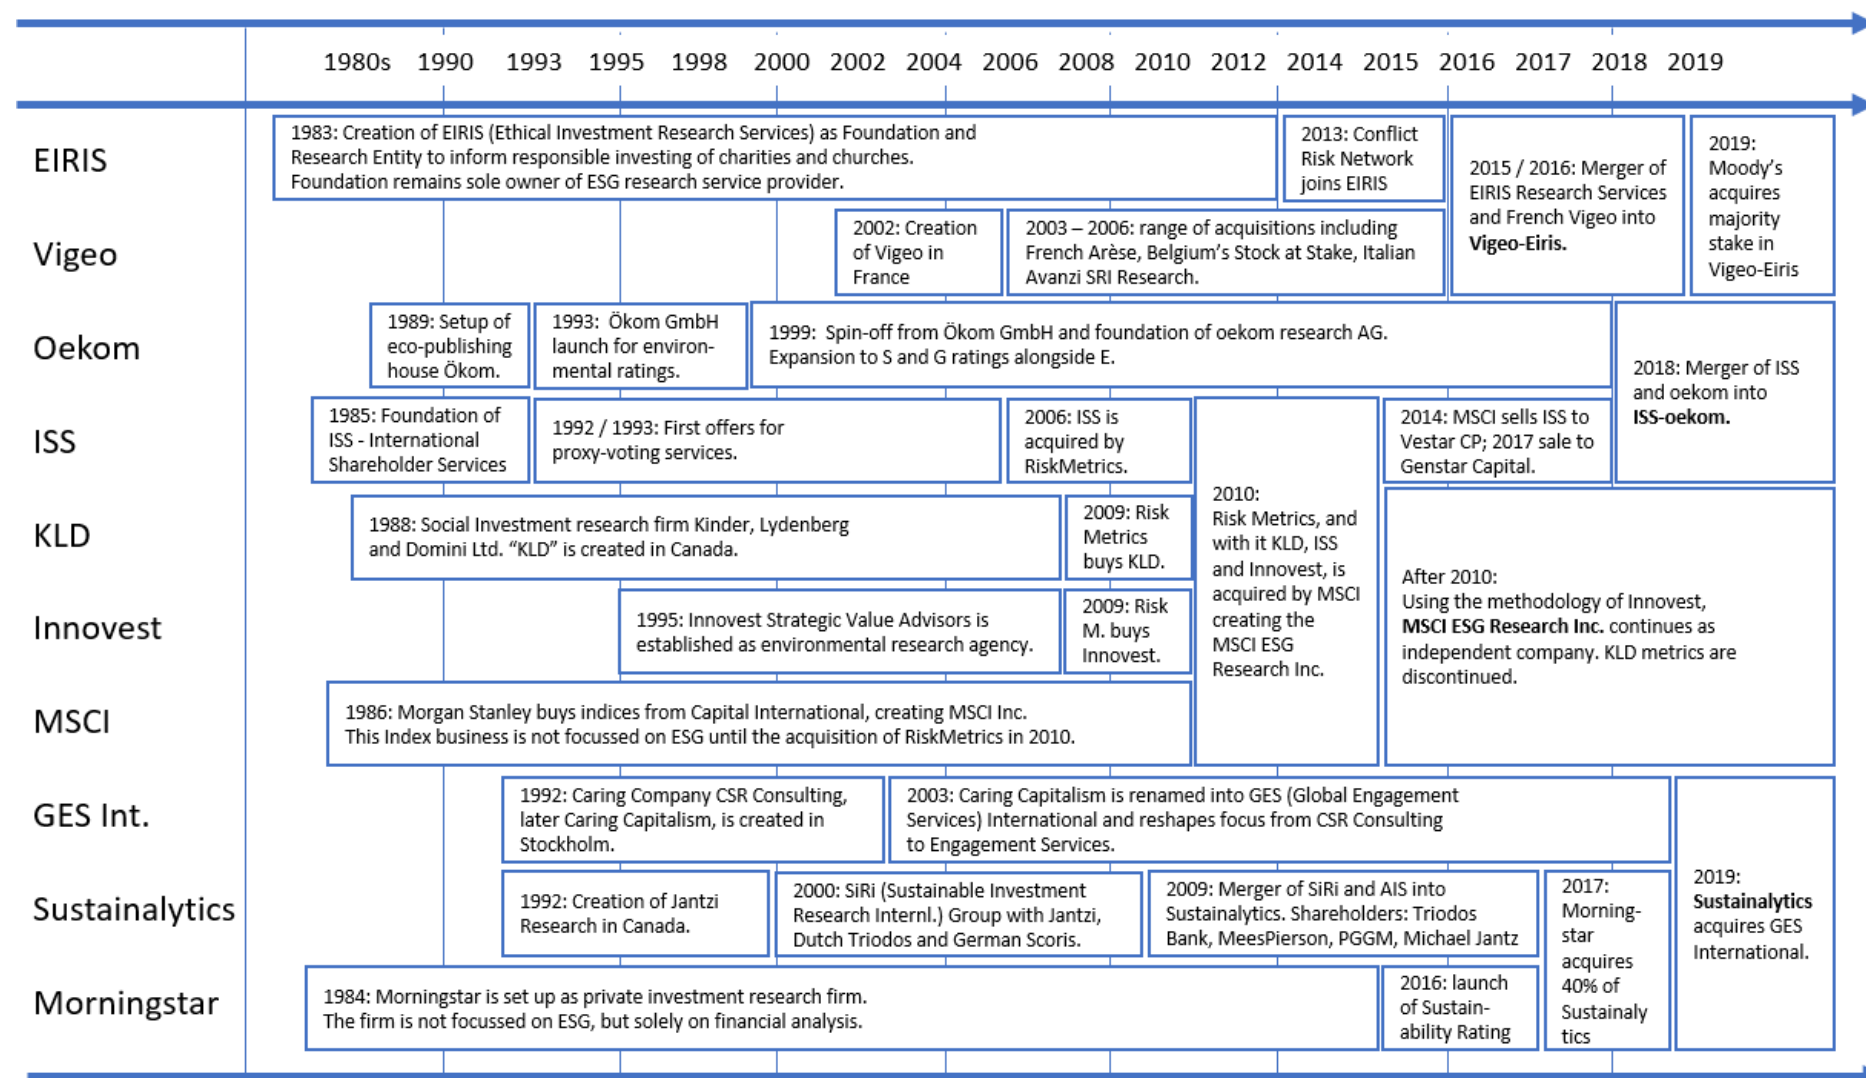 1980s 1990 1993 1995 1998 2000 2002 2004 2006 2008 2010 2012 2014 2015 2016 2017 2018 2019
EIRIS
1983: Creation of EIRIS (Ethical Investment Research Services) as Foundation and
Research Entity to inform responsible investing of charities and churches.
Foundation remains sole owner of ESG research service provider.
2013: Conflict
Risk Network
joins EIRIS
2015 / 2016: Merger of
EIRIS Research Services
and French Vigeo into
Vigeo-Eiris.
2019:
Moody's
acquires
majority
stake in
Vigeo-Eiris
Vigeo
2002: Creation
of Vigeo in
France
2003 – 2006: range of acquisitions including
French Arèse, Belgium's Stock at Stake, Italian
Avanzi SRI Research.
Oekom
1989: Setup of
eco-publishing
house Ökom.
1993: Ökom GmbH
launch for environ-
mental ratings.
1999: Spin-off from Ökom GmbH and foundation of oekom research AG.
Expansion to S and G ratings alongside E.
2018: Merger of ISS
and oekom into
ISS-oekom.
ISS
1985: Foundation of
ISS - International
Shareholder Services
1992 / 1993: First offers for
proxy-voting services.
2006: ISS is
acquired by
RiskMetrics.
2010:
Risk Metrics, and
with it KLD, ISS
and Innovest, is
acquired by MSCI
creating the
MSCI ESG
Research Inc.
2014: MSCI sells ISS to
Vestar CP; 2017 sale to
Genstar Capital.
KLD
1988: Social Investment research firm Kinder, Lydenberg
and Domini Ltd. "KLD" is created in Canada.
2009: Risk
Metrics
buys KLD.
After 2010:
Using the methodology of Innovest,
MSCI ESG Research Inc. continues as
independent company. KLD metrics are
discontinued.
Innovest
1995: Innovest Strategic Value Advisors is
established as environmental research agency.
2009: Risk
M. buys
Innovest.
MSCI
1986: Morgan Stanley buys indices from Capital International, creating MSCI Inc.
This Index business is not focussed on ESG until the acquisition of RiskMetrics in 2010.
GES Int.
1992: Caring Company CSR Consulting,
later Caring Capitalism, is created in
Stockholm.
2003: Caring Capitalism is renamed into GES (Global Engagement
Services) International and reshapes focus from CSR Consulting
to Engagement Services.
2019:
Sustainalytics
acquires GES
International.
Sustainalytics
1992: Creation of Jantzi
Research in Canada.
2000: SiRi (Sustainable Investment
Research Internl.) Group with Jantzi,
Dutch Triodos and German Scoris.
2009: Merger of SiRi and AIS into
Sustainalytics. Shareholders: Triodos
Bank, MeesPierson, PGGM, Michael Jantz
2017:
Morning-
star
acquires
40% of
Sustainaly
tics
Morningstar
1984: Morningstar is set up as private investment research firm.
The firm is not focussed on ESG, but solely on financial analysis.
2016: launch
of Sustain-
ability Rating